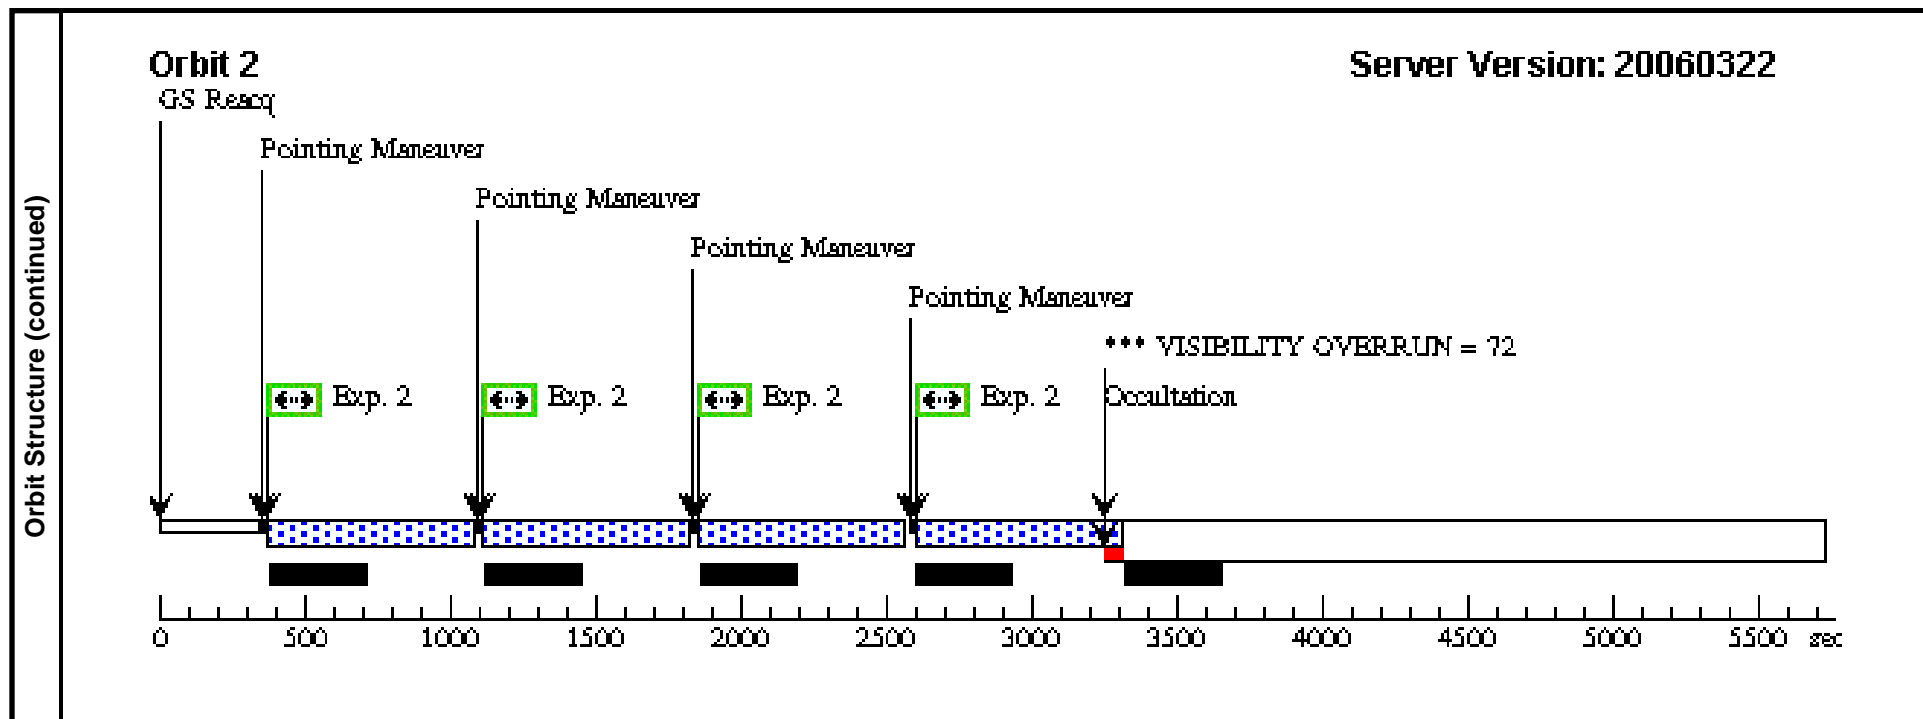 Orbit 2
Server Version: 20060322
GS Reacq
Pointing Maneuver
Pointing Maneuver
Pointing Maneuver
Pointing Maneuver
*** VISIBILITY OVERRUN = 72
Exp. 2 Exp. 2 Exp. 2 Exp. 2 Occultation
0 500 1000 1500 2000 2500 3000 3500 4000 4500 5000 5500 sec
Orbit Structure (continued)